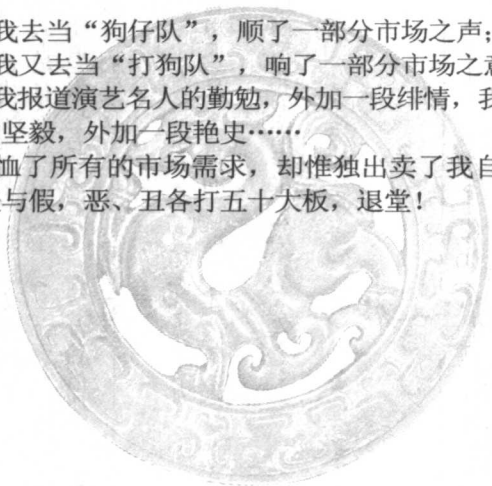 我去当“狗仔队”，顺了一部分市场之声；
我又去当“打狗队”，响了一部分市场之意
我报道演艺名人的勤勉，外加一段绯情，我
坚毅，外加一段艳史……
恤了所有的市场需求，却惟独出卖了我自
与假，恶、丑各打五十大板，退堂！